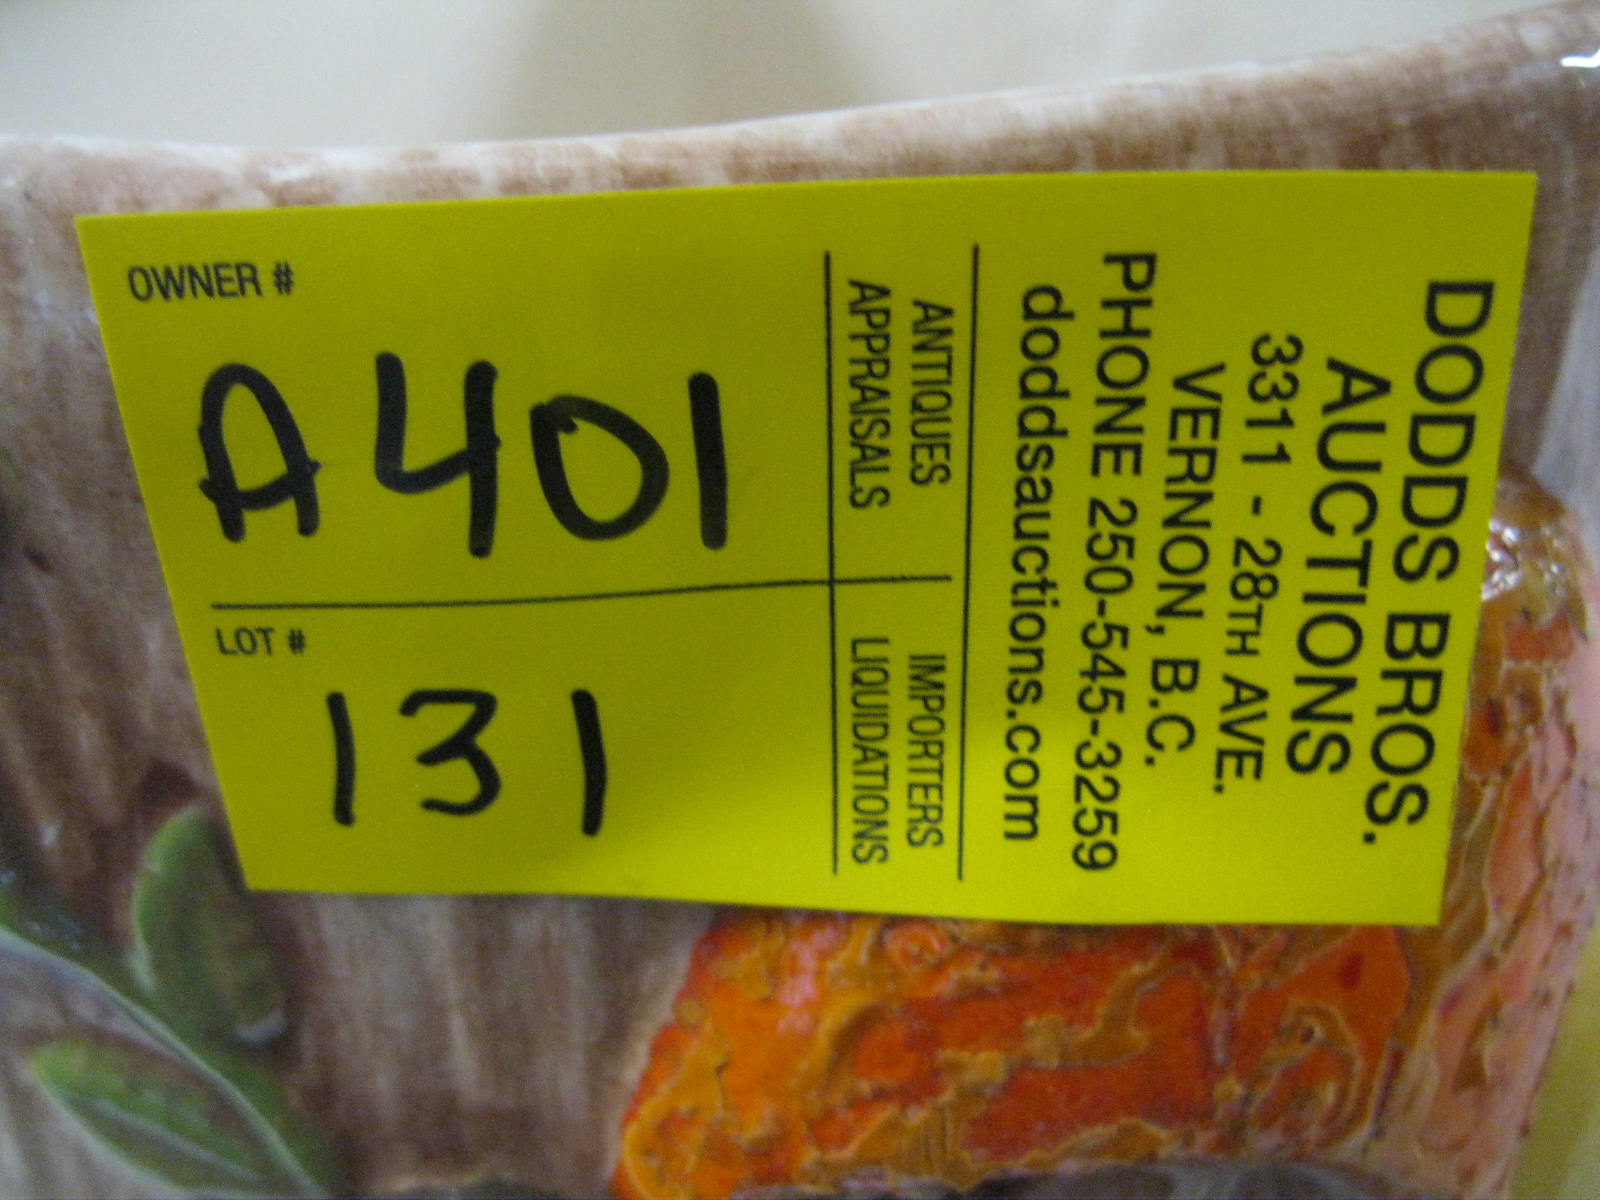 DODDS BROS.
AUCTIONS
3311 - 28TH AVE.
VERNON, B.C.
PHONE 250-545-3259
doddsauctions.com
ANTIQUES
APPRAISALS
IMPORTERS
LIQUIDATIONS
OWNER #
A401
LOT #
131